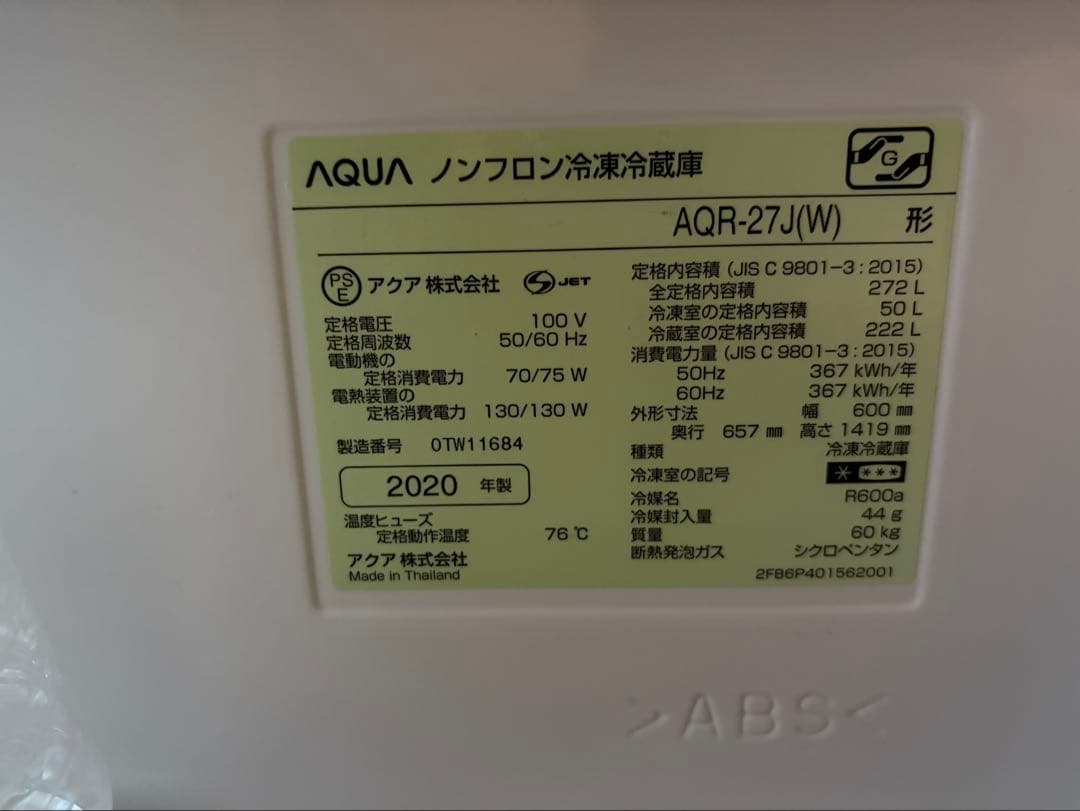 AQUA ノンフロン冷凍冷蔵庫
G
AQR-27J(W) 形
PSE アクア 株式会社 S JET
定格電圧 100 V
定格周波数 50/60 Hz
電動機の
定格消費電力 70/75 W
電熱装置の
定格消費電力 130/130 W
製造番号 0TW11684
2020 年製
温度ヒューズ
定格動作温度 76 ℃
アクア 株式会社
Made in Thailand
定格内容積 (JIS C 9801-3 : 2015)
全定格内容積 272 L
冷凍室の定格内容積 50 L
冷蔵室の定格内容積 222 L
消費電力量 (JIS C 9801-3 : 2015)
50Hz 367 kWh/年
60Hz 367 kWh/年
外形寸法 幅 600 ㎜
奥行 657 ㎜ 高さ 1419 ㎜
種類 冷凍冷蔵庫
冷凍室の記号 * ***
冷媒名 R600a
冷媒封入量 44 g
質量 60 kg
断熱発泡ガス シクロペンタン
2FB6P401562001
>ABS<